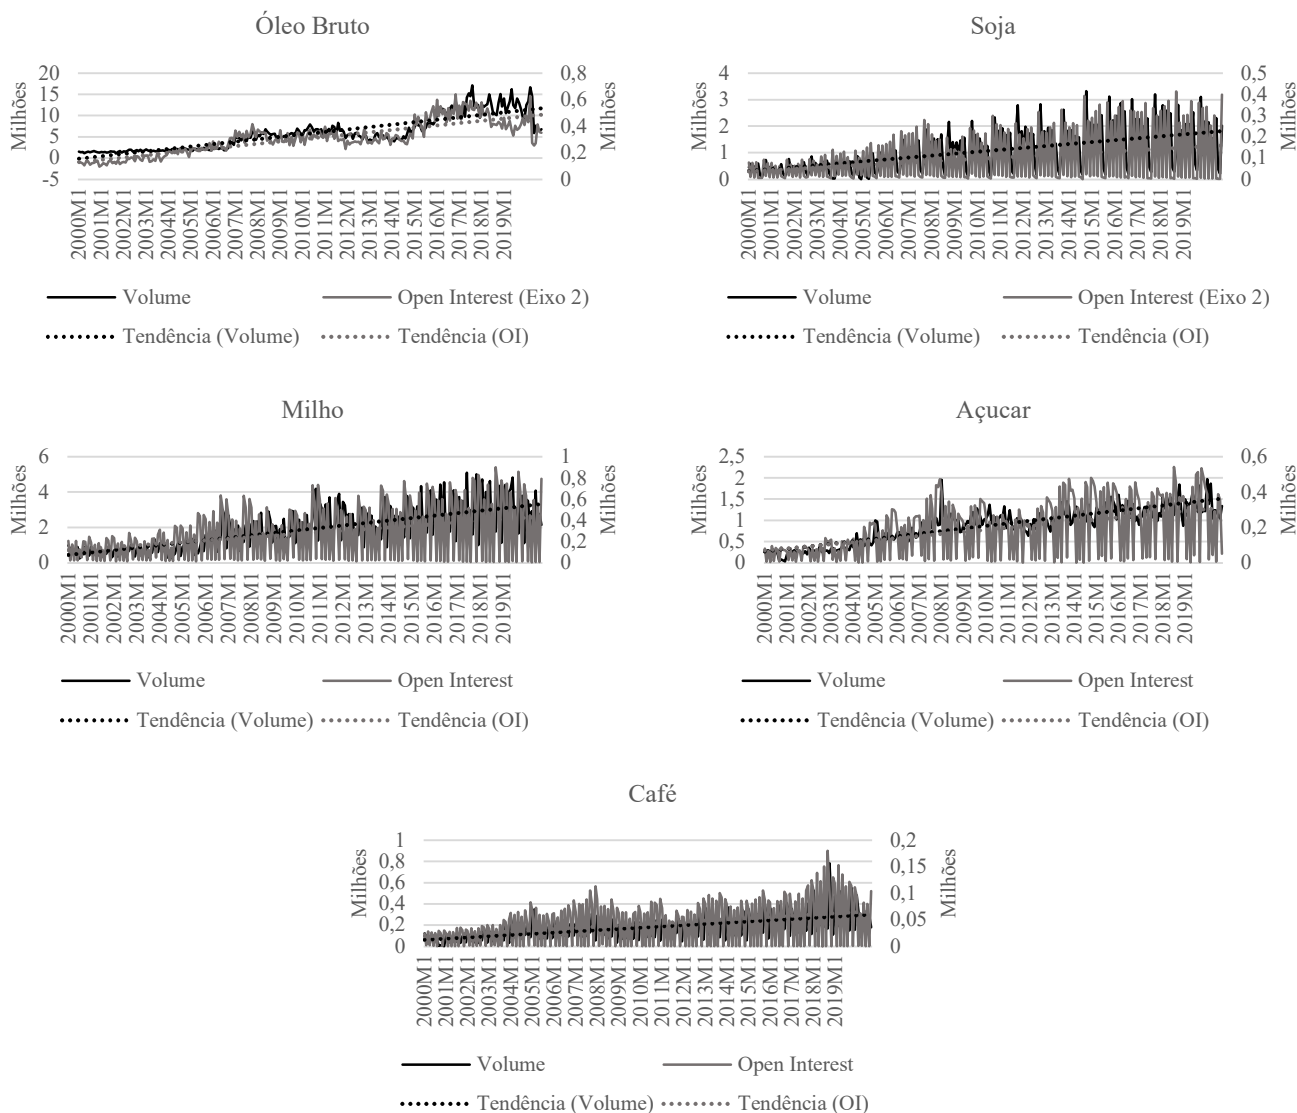 Óleo Bruto
Milhões
20
15
10
5
0
-5
0,8
0,6
0,4
0,2
0
Milhões
2000M1 2001M1 2002M1 2003M1 2004M1 2005M1 2006M1 2007M1 2008M1 2009M1 2010M1 2011M1 2012M1 2013M1 2014M1 2015M1 2016M1 2017M1 2018M1 2019M1
Volume Open Interest (Eixo 2)
Tendência (Volume) Tendência (OI)
Soja
Milhões
4
3
2
1
0
0,5
0,4
0,3
0,2
0,1
0
Milhões
2000M1 2001M1 2002M1 2003M1 2004M1 2005M1 2006M1 2007M1 2008M1 2009M1 2010M1 2011M1 2012M1 2013M1 2014M1 2015M1 2016M1 2017M1 2018M1 2019M1
Volume Open Interest (Eixo 2)
Tendência (Volume) Tendência (OI)
Milho
Milhões
6
4
2
0
1
0,8
0,6
0,4
0,2
0
Milhões
2000M1 2001M1 2002M1 2003M1 2004M1 2005M1 2006M1 2007M1 2008M1 2009M1 2010M1 2011M1 2012M1 2013M1 2014M1 2015M1 2016M1 2017M1 2018M1 2019M1
Volume Open Interest
Tendência (Volume) Tendência (OI)
Açucar
Milhões
2,5
2
1,5
1
0,5
0
0,6
0,4
0,2
0
Milhões
2000M1 2001M1 2002M1 2003M1 2004M1 2005M1 2006M1 2007M1 2008M1 2009M1 2010M1 2011M1 2012M1 2013M1 2014M1 2015M1 2016M1 2017M1 2018M1 2019M1
Volume Open Interest
Tendência (Volume) Tendência (OI)
Café
Milhões
1
0,8
0,6
0,4
0,2
0
0,2
0,15
0,1
0,05
0
Milhões
2000M1 2001M1 2002M1 2003M1 2004M1 2005M1 2006M1 2007M1 2008M1 2009M1 2010M1 2011M1 2012M1 2013M1 2014M1 2015M1 2016M1 2017M1 2018M1 2019M1
Volume Open Interest
Tendência (Volume) Tendência (OI)